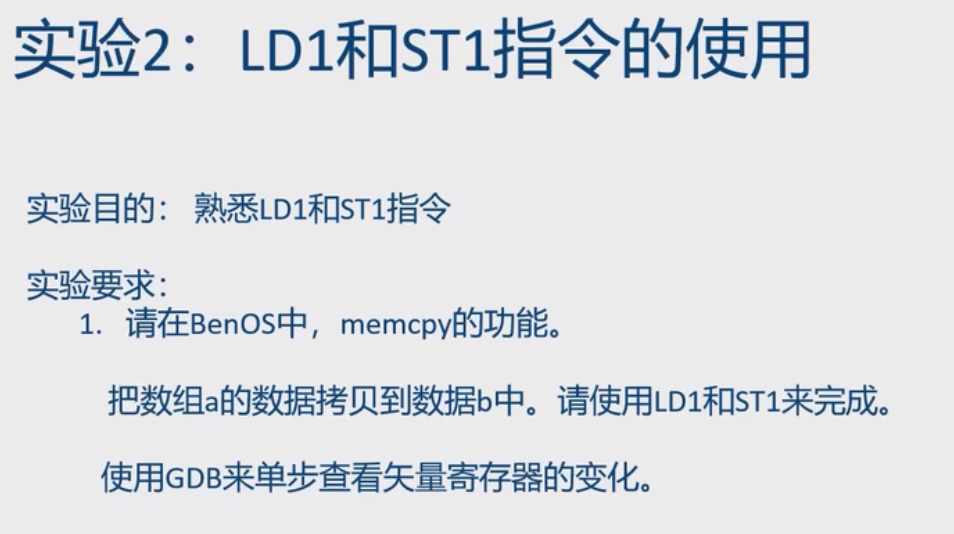 实验2：LD1和ST1指令的使用
实验目的： 熟悉LD1和ST1指令
实验要求：
1. 请在BenOS中，memcpy的功能。
把数组a的数据拷贝到数据b中。请使用LD1和ST1来完成。
使用GDB来单步查看矢量寄存器的变化。